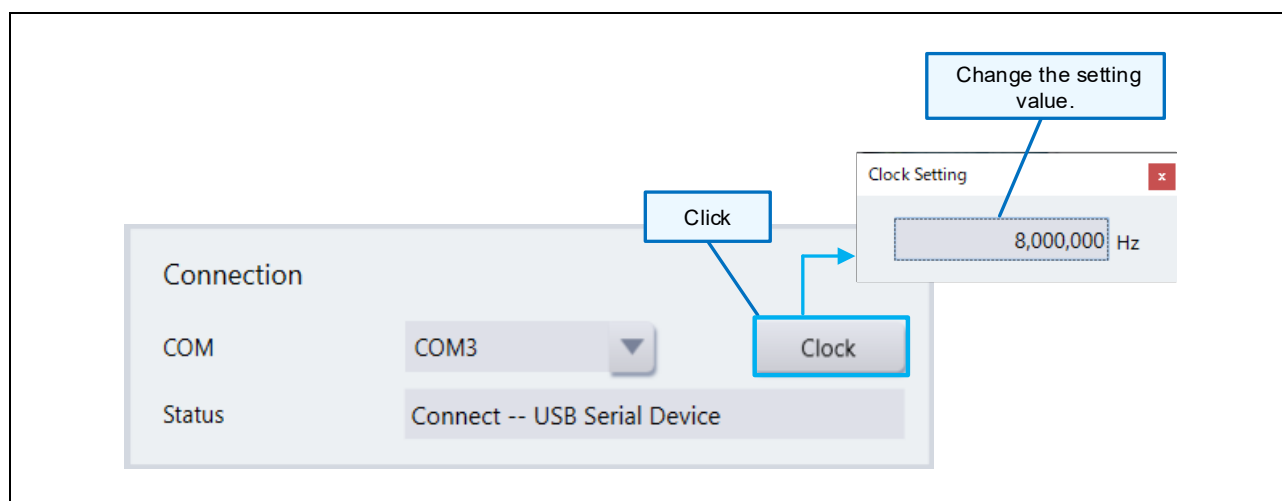 Change the setting
value.
Clock Setting
x
Click
8,000,000 Hz
Connection
COM COM3 Clock
Status Connect -- USB Serial Device